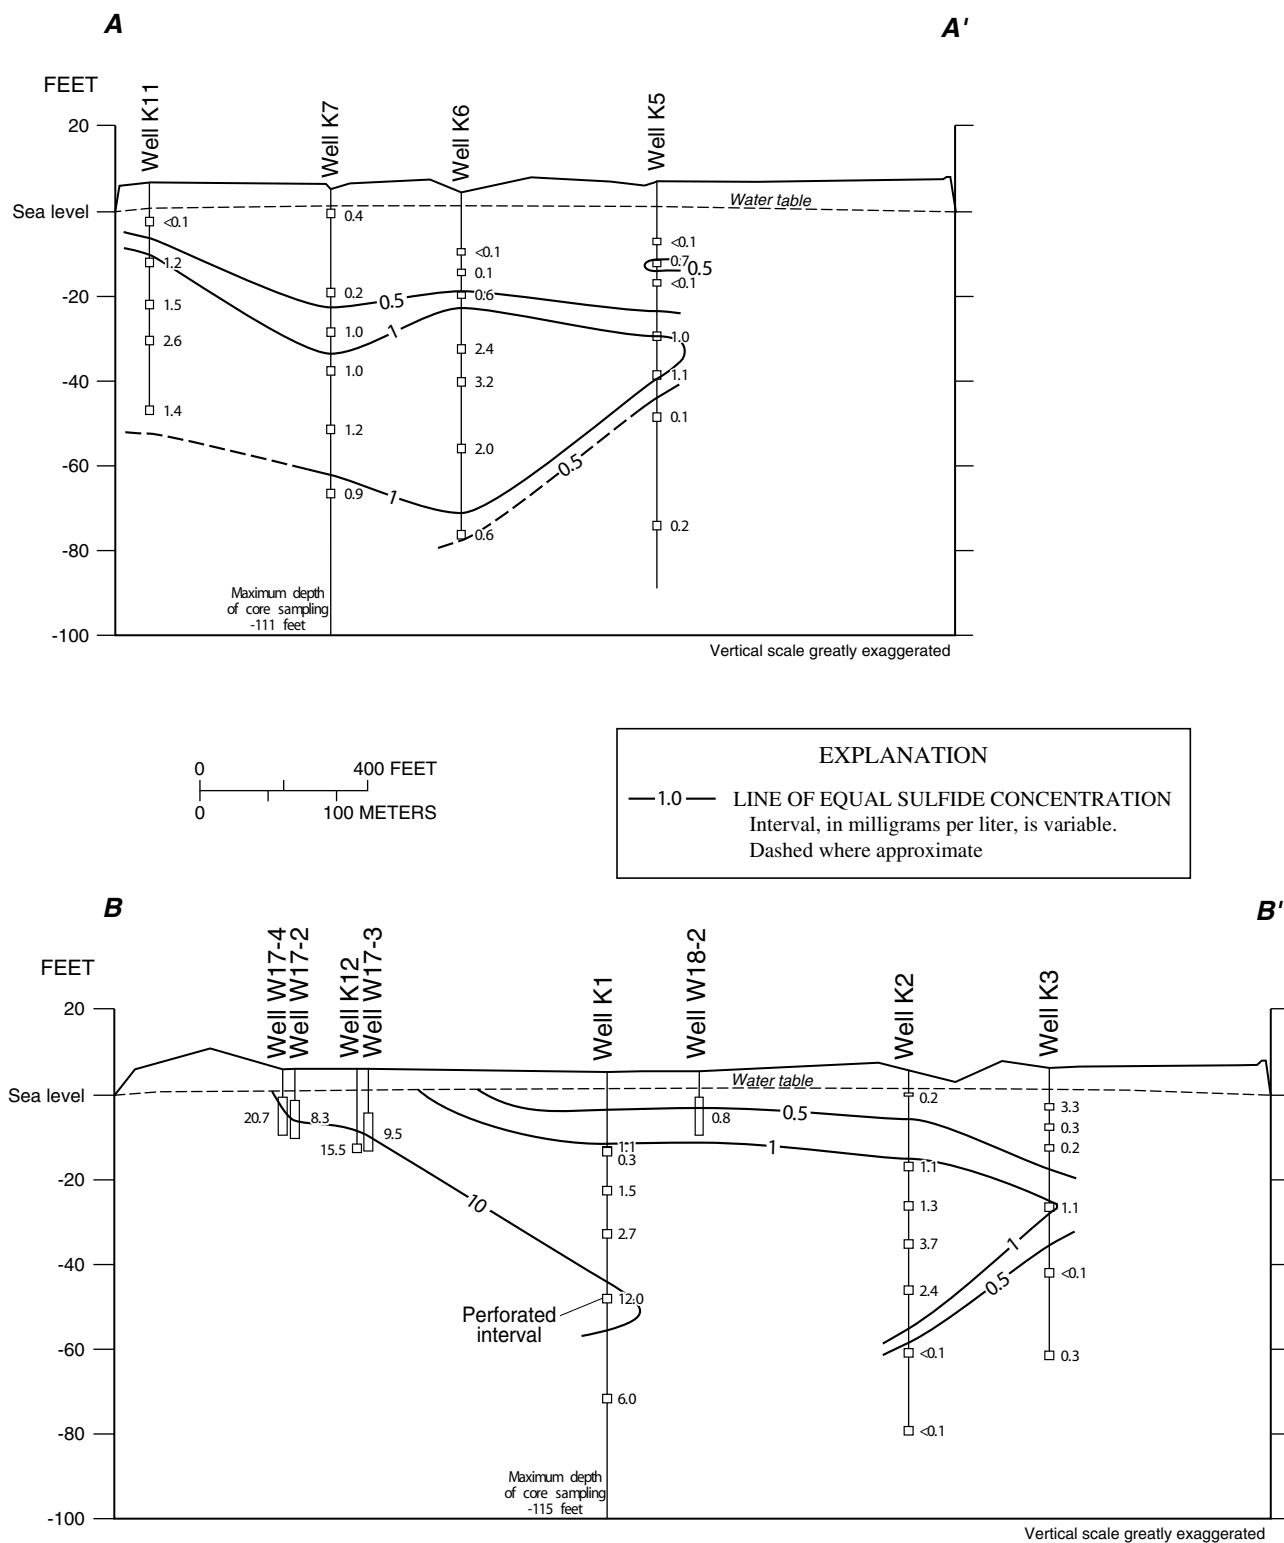 A
A'
FEET
Well K11
Well K7
Well K6
Well K5
20
Sea level
-20
-40
-60
-80
-100
Water table
<0.1
1.2
1.5
2.6
1.4
0.4
0.2
1.0
1.0
1.2
0.9
<0.1
0.1
0.6
2.4
3.2
2.0
0.6
<0.1
0.7
<0.1
1.0
1.1
0.1
0.2
0.5
0.5
1
1
0.5
Maximum depth
of core sampling
-111 feet
Vertical scale greatly exaggerated
0 400 FEET
0 100 METERS
EXPLANATION
1.0 LINE OF EQUAL SULFIDE CONCENTRATION
Interval, in milligrams per liter, is variable.
Dashed where approximate
B
B'
FEET
Well W17-4
Well W17-2
Well K12
Well W17-3
Well K1
Well W18-2
Well K2
Well K3
20
Sea level
-20
-40
-60
-80
-100
Water table
20.7
8.3
15.5
9.5
1.1
0.3
1.5
2.7
12.0
6.0
0.8
0.2
1.1
1.3
3.7
2.4
<0.1
<0.1
3.3
0.3
0.2
1.1
<0.1
0.3
0.5
1
10
1
0.5
Perforated
interval
Maximum depth
of core sampling
-115 feet
Vertical scale greatly exaggerated